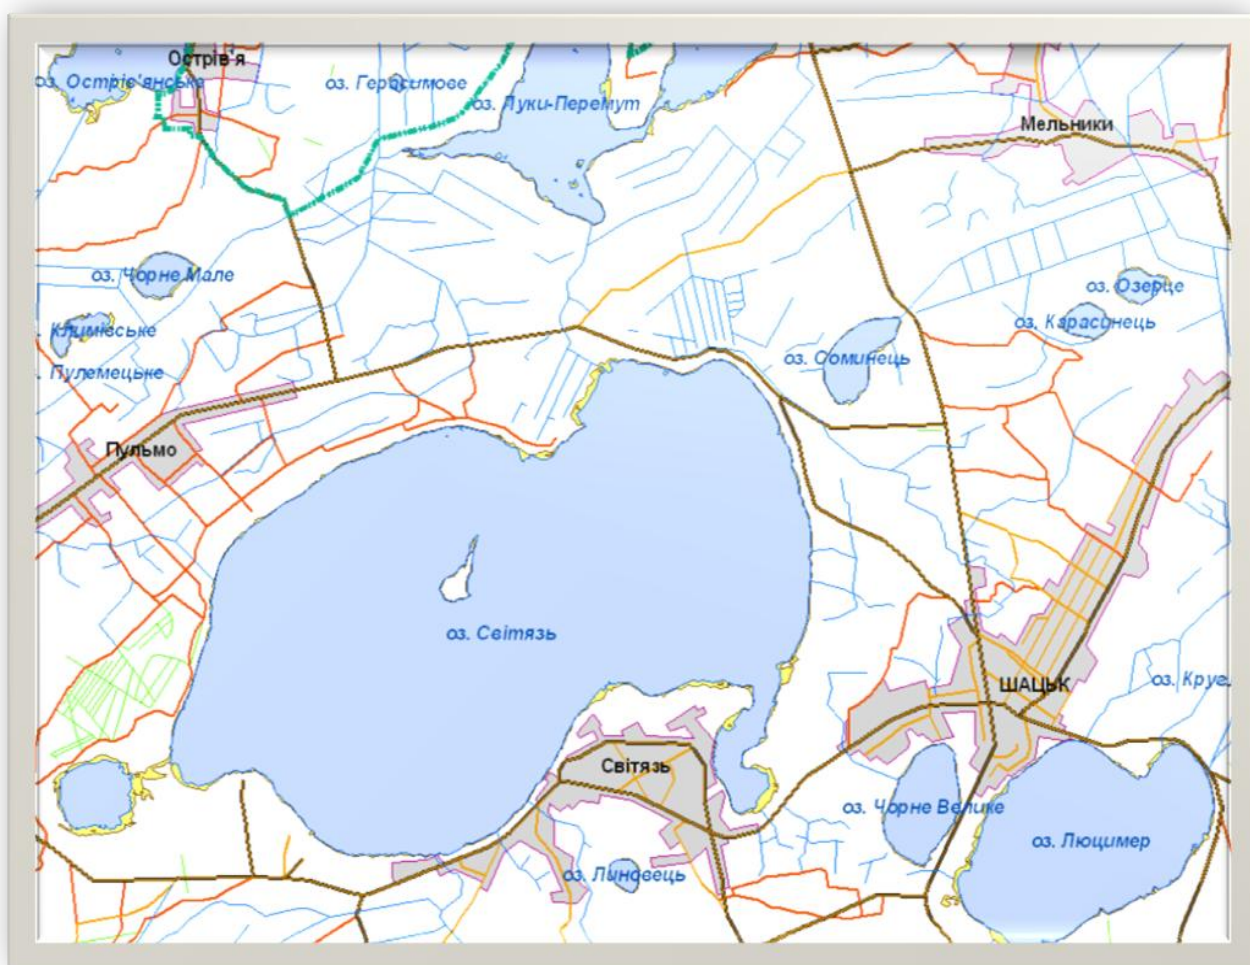 Острів'я
оз. Острів'янське
оз. Герасимове
оз. Луки-Перемут
Мельники
оз. Чорне Мале
оз. Озерце
. Климівське
оз. Карасинець
оз. Соминець
. Пулемецьке
Пульмо
оз. Світязь
ШАЦЬК
оз. Круг
Світязь
оз. Чорне Велике
оз. Люцимер
оз. Линовець